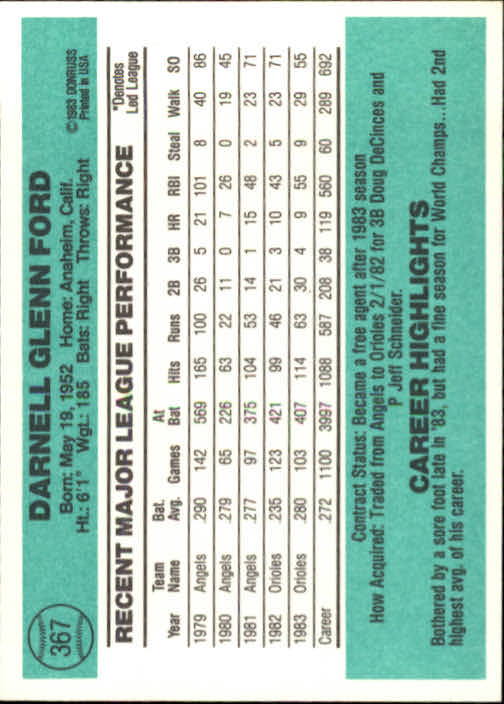 367
DARNELL GLENN FORD
Born: May 19, 1952 Home: Anaheim, Calif.
Ht.: 6'1" Wgt.: 185 Bats: Right Throws: Right
©1983 DONRUSS
Printed in USA
RECENT MAJOR LEAGUE PERFORMANCE
*Denotes
Led League
Year Team Name Bat. Avg. Games At Bat Hits Runs 2B 3B HR RBI Steal Walk SO
1979 Angels .290 142 569 165 100 26 5 21 101 8 40 86
1980 Angels .279 65 226 63 22 11 0 7 26 0 19 45
1981 Angels .277 97 375 104 53 14 1 15 48 2 23 71
1982 Orioles .235 123 421 99 46 21 3 10 43 5 23 71
1983 Orioles .280 103 407 114 63 30 4 9 55 9 29 55
Career .272 1100 3997 1088 587 208 38 119 560 60 289 692
Contract Status: Became a free agent after 1983 season
How Acquired: Traded from Angels to Orioles 2/1/82 for 3B Doug DeCinces and
P Jeff Schneider.
CAREER HIGHLIGHTS
Bothered by a sore foot late in '83, but had a fine season for World Champs...Had 2nd
highest avg. of his career.